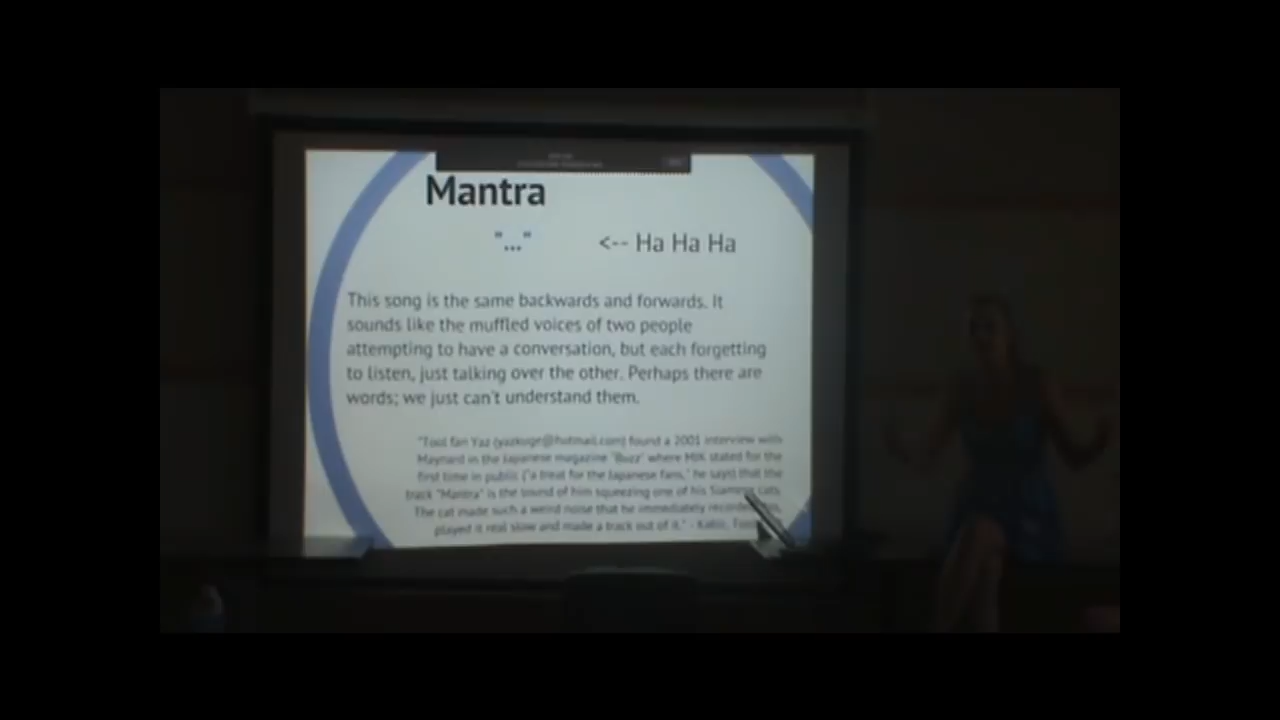 Mantra
"..." <-- Ha Ha Ha
This song is the same backwards and forwards. It
sounds like the muffled voices of two people
attempting to have a conversation, but each forgetting
to listen, just talking over the other. Perhaps there are
words; we just can't understand them.
"Tool fan Yaz (yazkuge@hotmail.com) found a 2001 interview with
Maynard in the Japanese magazine "Buzz" where MJK stated for the
first time in public ("a treat for the Japanese fans," he says) that the
track "Mantra" is the sound of him squeezing one of his Siamese cats.
The cat made such a weird noise that he immediately
played it real slow and made a track out of it." -